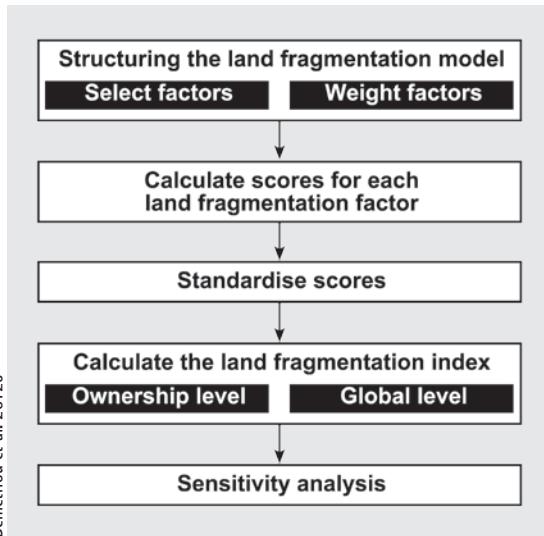 Structuring the land fragmentation model
Select factors Weight factors
Calculate scores for each
land fragmentation factor
Standardise scores
Calculate the land fragmentation index
Ownership level Global level
Sensitivity analysis